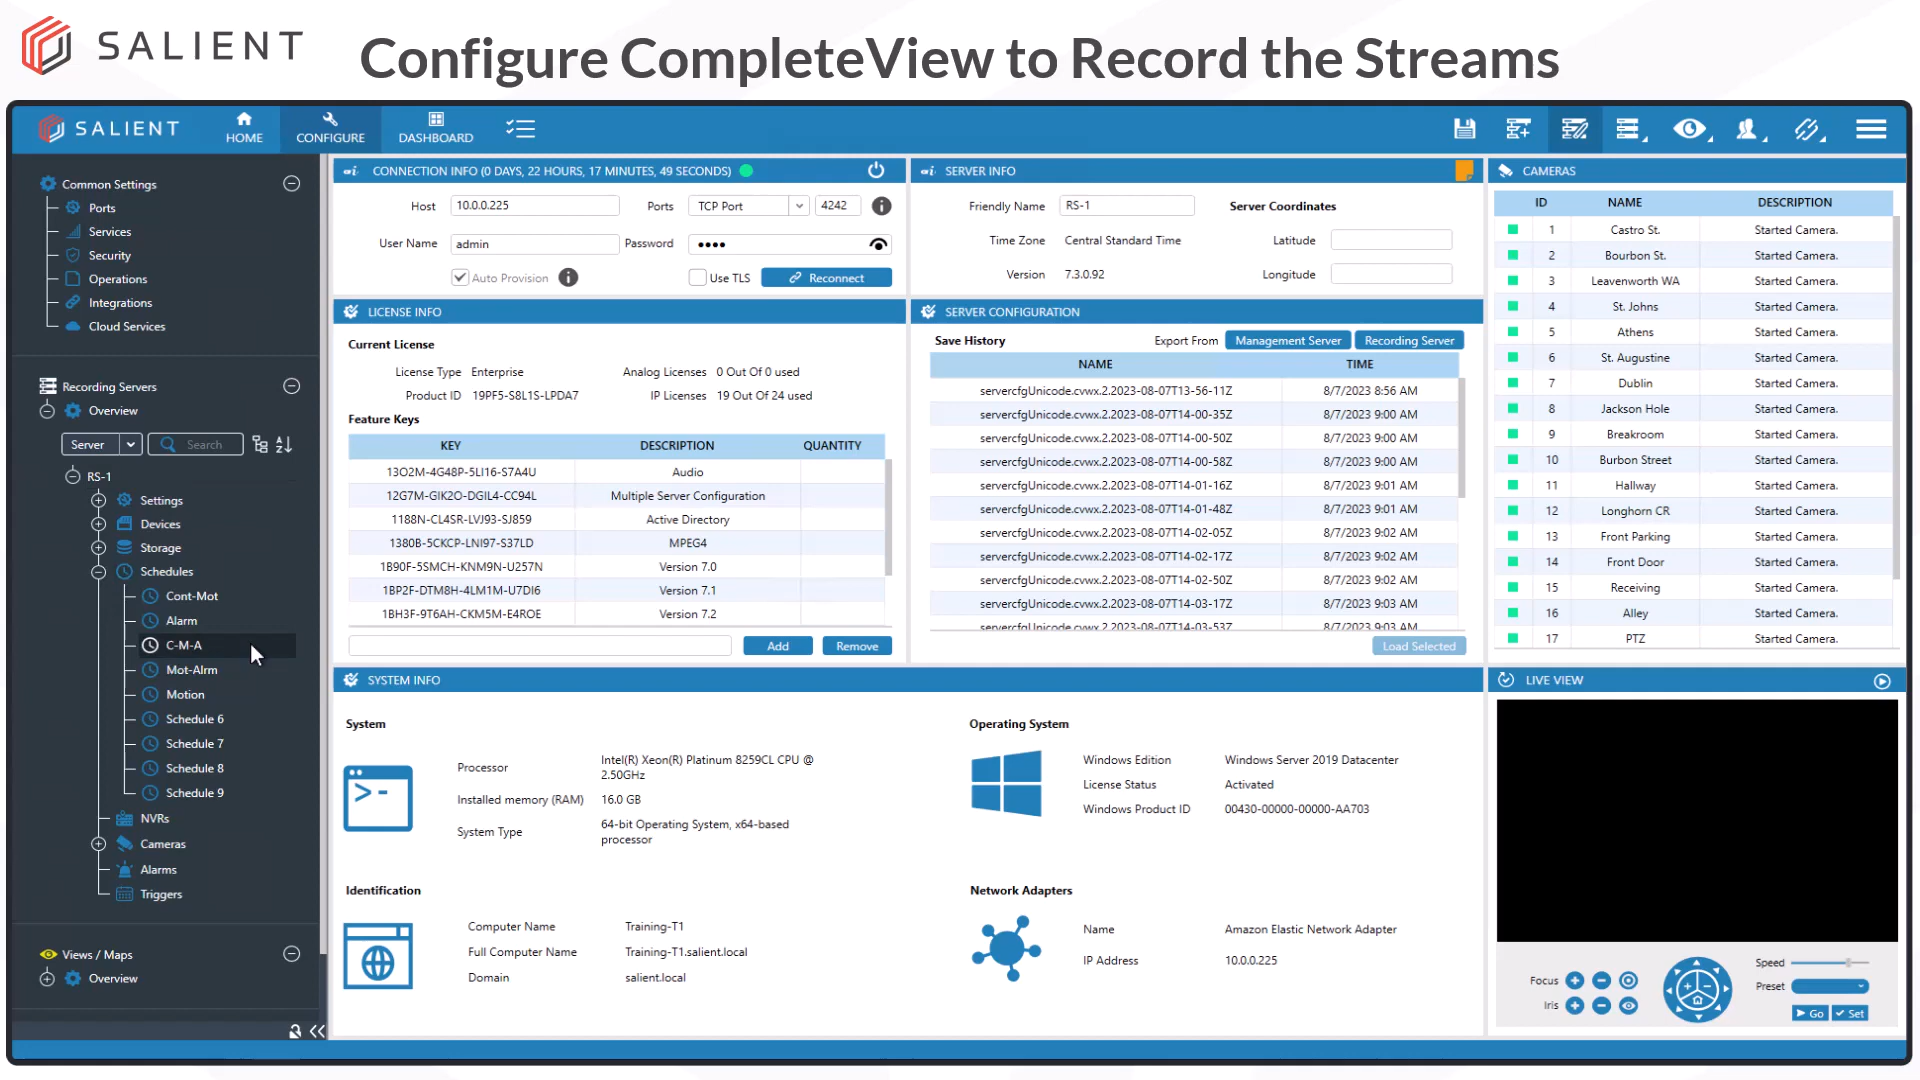 SALIENT
Configure CompleteView to Record the Streams
SALIENT
HOME
CONFIGURE
DASHBOARD
Common Settings
Ports
Services
Security
Operations
Integrations
Cloud Services
Recording Servers
Overview
Server
Search
RS-1
Settings
Devices
Storage
Schedules
Cont-Mot
Alarm
C-M-A
Mot-Alrm
Motion
Schedule 6
Schedule 7
Schedule 8
Schedule 9
NVRs
Cameras
Alarms
Triggers
Views / Maps
Overview
CONNECTION INFO (0 DAYS, 22 HOURS, 17 MINUTES, 49 SECONDS)
Host 10.0.0.225 Ports TCP Port 4242
User Name admin Password ••••
Auto Provision Use TLS Reconnect
SERVER INFO
Friendly Name RS-1 Server Coordinates
Time Zone Central Standard Time Latitude
Version 7.3.0.92 Longitude
LICENSE INFO
Current License
License Type Enterprise Analog Licenses 0 Out Of 0 used
Product ID 19PF5-S8L1S-LPDA7 IP Licenses 19 Out Of 24 used
Feature Keys
KEY DESCRIPTION QUANTITY
13O2M-4G48P-5LI16-S7A4U Audio
12G7M-GIK2O-DGIL4-CC94L Multiple Server Configuration
1188N-CL4SR-LVJ93-SJ859 Active Directory
1380B-5CKCP-LNI97-S37LD MPEG4
1B90F-5SMCH-KNM9N-U257N Version 7.0
1BP2F-DTM8H-4LM1M-U7DI6 Version 7.1
1BH3F-9T6AH-CKM5M-E4ROE Version 7.2
Add Remove
SERVER CONFIGURATION
Save History Export From Management Server Recording Server
NAME TIME
servercfgUnicode.cvwx.2.2023-08-07T13-56-11Z 8/7/2023 8:56 AM
servercfgUnicode.cvwx.2.2023-08-07T14-00-35Z 8/7/2023 9:00 AM
servercfgUnicode.cvwx.2.2023-08-07T14-00-50Z 8/7/2023 9:00 AM
servercfgUnicode.cvwx.2.2023-08-07T14-00-58Z 8/7/2023 9:00 AM
servercfgUnicode.cvwx.2.2023-08-07T14-01-16Z 8/7/2023 9:01 AM
servercfgUnicode.cvwx.2.2023-08-07T14-01-48Z 8/7/2023 9:01 AM
servercfgUnicode.cvwx.2.2023-08-07T14-02-05Z 8/7/2023 9:02 AM
servercfgUnicode.cvwx.2.2023-08-07T14-02-17Z 8/7/2023 9:02 AM
servercfgUnicode.cvwx.2.2023-08-07T14-02-50Z 8/7/2023 9:02 AM
servercfgUnicode.cvwx.2.2023-08-07T14-03-17Z 8/7/2023 9:03 AM
servercfgUnicode.cvwx.2.2023-08-07T14-03-53Z 8/7/2023 9:03 AM
Load Selected
CAMERAS
ID NAME DESCRIPTION
1 Castro St. Started Camera.
2 Bourbon St. Started Camera.
3 Leavenworth WA Started Camera.
4 St. Johns Started Camera.
5 Athens Started Camera.
6 St. Augustine Started Camera.
7 Dublin Started Camera.
8 Jackson Hole Started Camera.
9 Breakroom Started Camera.
10 Burbon Street Started Camera.
11 Hallway Started Camera.
12 Longhorn CR Started Camera.
13 Front Parking Started Camera.
14 Front Door Started Camera.
15 Receiving Started Camera.
16 Alley Started Camera.
17 PTZ Started Camera.
SYSTEM INFO
System
Processor Intel(R) Xeon(R) Platinum 8259CL CPU @
2.50GHz
Installed memory (RAM) 16.0 GB
System Type 64-bit Operating System, x64-based
processor
Operating System
Windows Edition Windows Server 2019 Datacenter
License Status Activated
Windows Product ID 00430-00000-00000-AA703
Identification
Computer Name Training-T1
Full Computer Name Training-T1.salient.local
Domain salient.local
Network Adapters
Name Amazon Elastic Network Adapter
IP Address 10.0.0.225
LIVE VIEW
Focus
Iris
Speed
Preset
Go Set